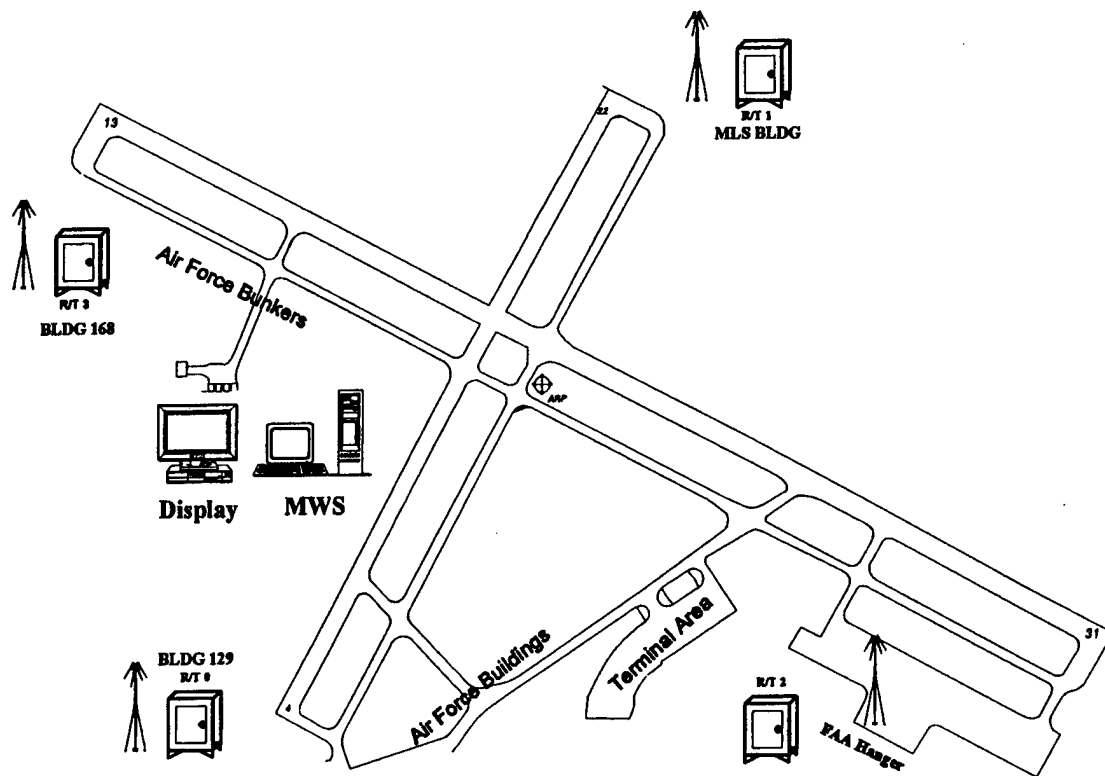 R/T 1
MLS BLDG
22
13
Air Force Bunkers
R/T 3
BLDG 168
ARP
Display
MWS
31
Terminal Area
Air Force Buildings
BLDG 129
R/T 0
4
R/T 2
FAA Hanger